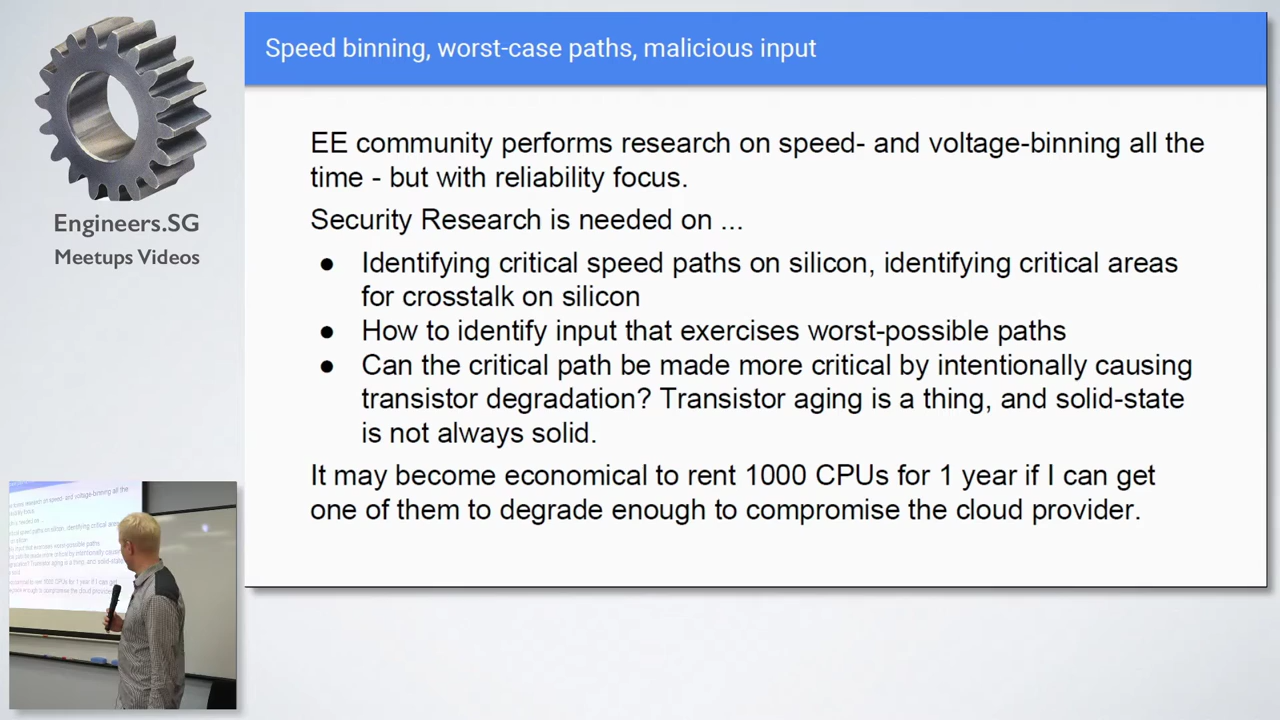 Speed binning, worst-case paths, malicious input
EE community performs research on speed- and voltage-binning all the
time - but with reliability focus.
Security Research is needed on ...
● Identifying critical speed paths on silicon, identifying critical areas
for crosstalk on silicon
● How to identify input that exercises worst-possible paths
● Can the critical path be made more critical by intentionally causing
transistor degradation? Transistor aging is a thing, and solid-state
is not always solid.
It may become economical to rent 1000 CPUs for 1 year if I can get
one of them to degrade enough to compromise the cloud provider.
Engineers.SG
Meetups Videos